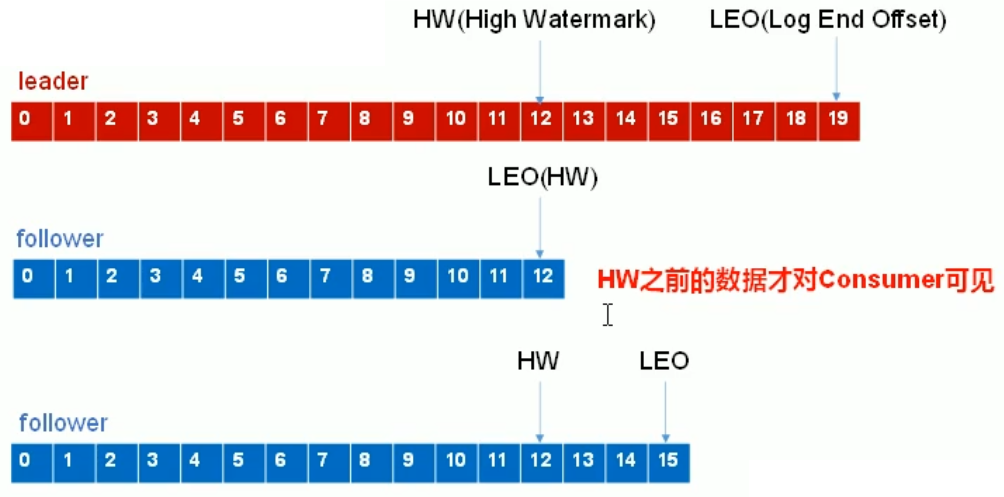 HW(High Watermark) LEO(Log End Offset)
leader
0 1 2 3 4 5 6 7 8 9 10 11 12 13 14 15 16 17 18 19
LEO(HW)
follower
0 1 2 3 4 5 6 7 8 9 10 11 12
HW之前的数据才对Consumer可见
HW LEO
follower
0 1 2 3 4 5 6 7 8 9 10 11 12 13 14 15